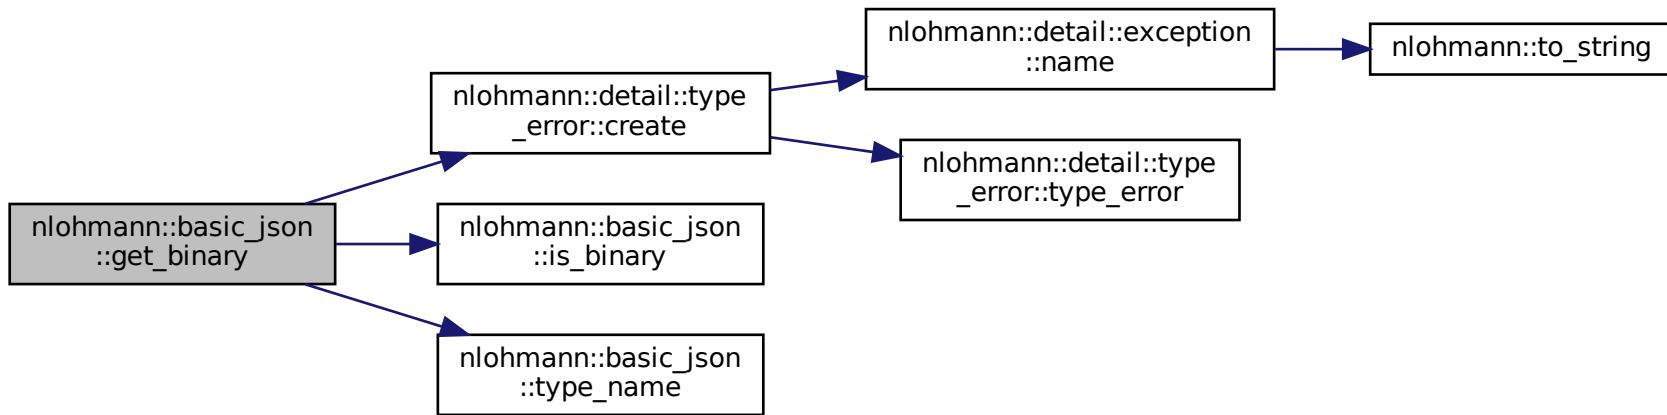 nlohmann::basic_json
::get_binary
nlohmann::detail::type
_error::create
nlohmann::basic_json
::is_binary
nlohmann::basic_json
::type_name
nlohmann::detail::exception
::name
nlohmann::detail::type
_error::type_error
nlohmann::to_string